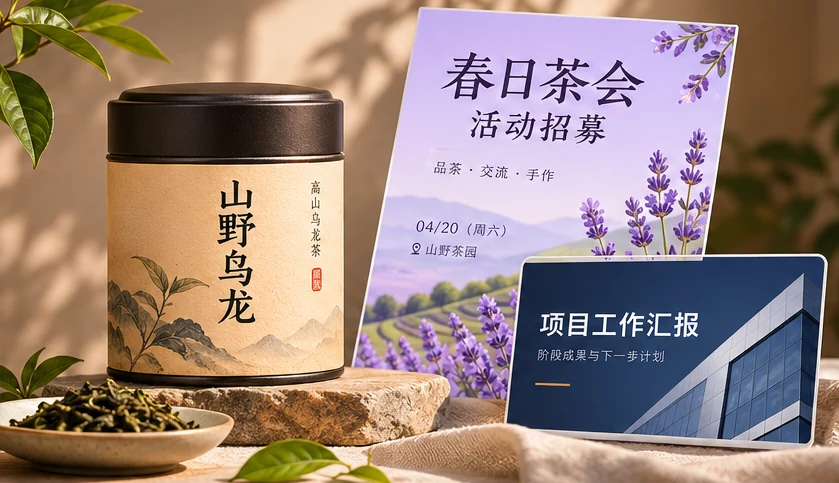 山野乌龙
高山乌龙茶
春日茶会
活动招募
品茶 · 交流 · 手作
04/20（周六）
山野茶园
项目工作汇报
阶段成果与下一步计划